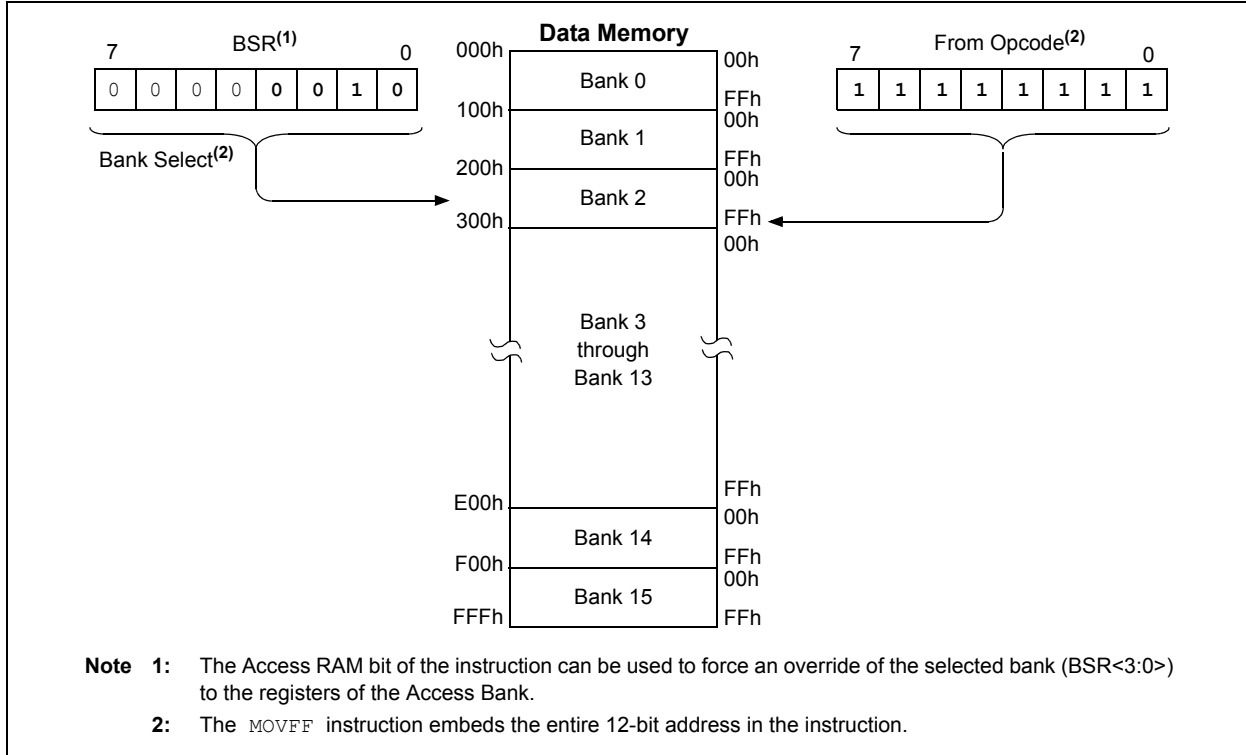 Data Memory
BSR(1)
7 0
0 0 0 0 0 0 1 0
Bank Select(2)
From Opcode(2)
7 0
1 1 1 1 1 1 1 1
000h
Bank 0
00h
FFh
100h
Bank 1
00h
FFh
200h
Bank 2
00h
FFh
300h
00h
Bank 3
through
Bank 13
FFh
E00h
Bank 14
00h
FFh
F00h
Bank 15
00h
FFFh
FFh
Note 1: The Access RAM bit of the instruction can be used to force an override of the selected bank (BSR<3:0>)
to the registers of the Access Bank.
2: The MOVFF instruction embeds the entire 12-bit address in the instruction.